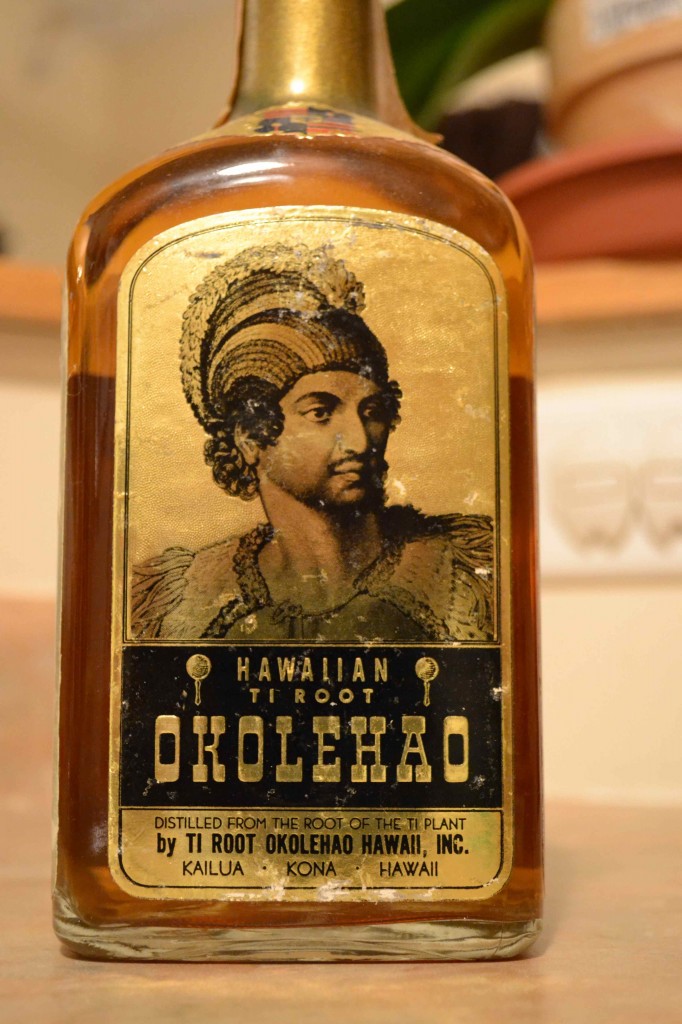 HAWAIIAN
TI ROOT
OKOLEHAO
DISTILLED FROM THE ROOT OF THE TI PLANT
by TI ROOT OKOLEHAO HAWAII, INC.
KAILUA · KONA · HAWAII